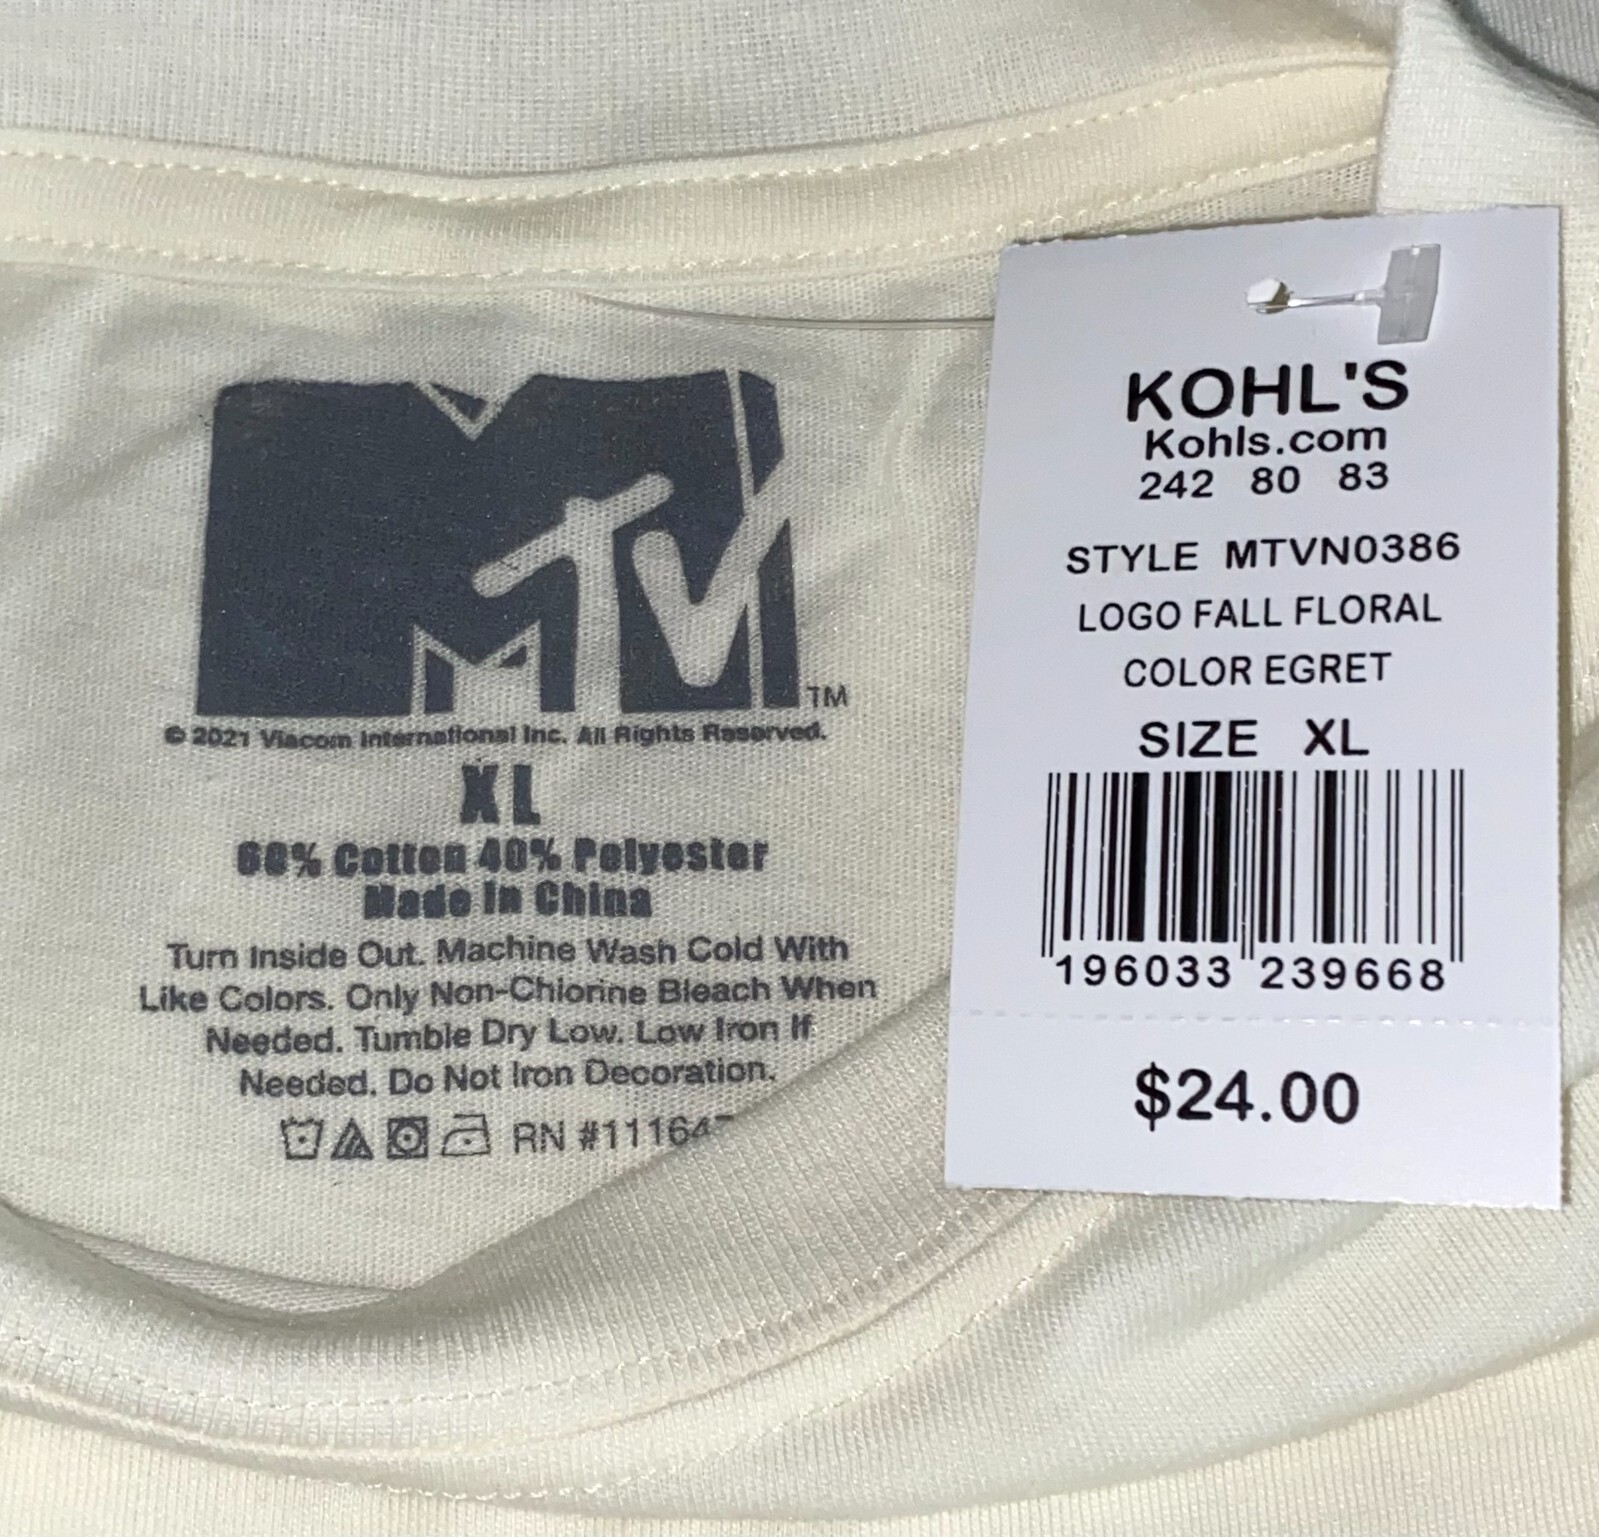 MTV
TM
© 2021 Viacom International Inc. All Rights Reserved.
XL
60% Cotton 40% Polyester
Made In China
Turn Inside Out. Machine Wash Cold With
Like Colors. Only Non-Chlorine Bleach When
Needed. Tumble Dry Low. Low Iron If
Needed. Do Not Iron Decoration.
RN #11164
KOHL'S
Kohls.com
242 80 83
STYLE MTVN0386
LOGO FALL FLORAL
COLOR EGRET
SIZE XL
196033 239668
$24.00